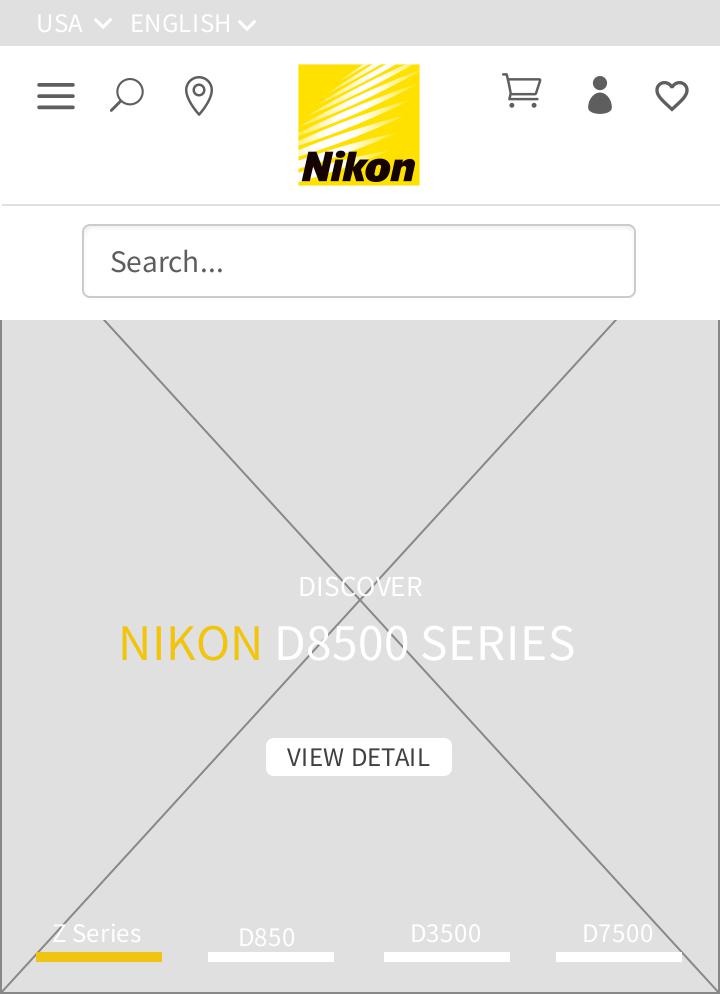 USA ENGLISH
Nikon
Search...
DISCOVER
NIKON D8500 SERIES
VIEW DETAIL
Z Series D850 D3500 D7500